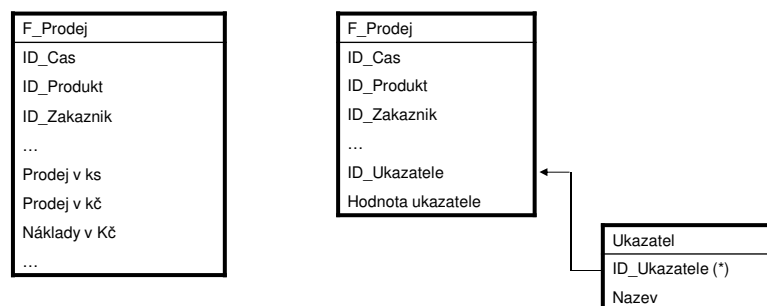 F_Prodej
ID_Cas
ID_Produkt
ID_Zakaznik
…
Prodej v ks
Prodej v kč
Náklady v Kč
…
F_Prodej
ID_Cas
ID_Produkt
ID_Zakaznik
…
ID_Ukazatele
Hodnota ukazatele
Ukazatel
ID_Ukazatele (*)
Nazev